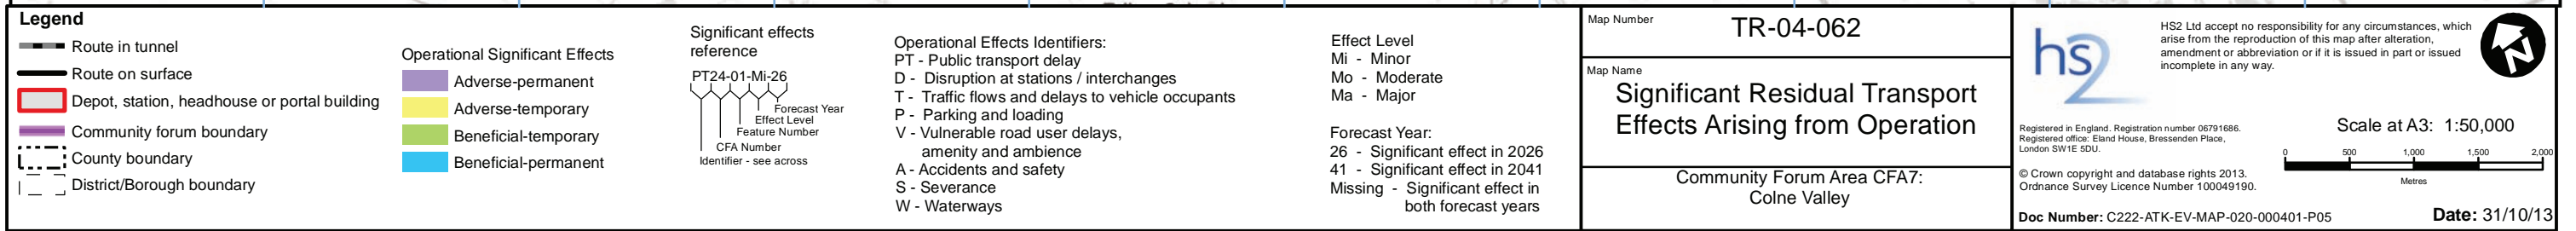 Legend
Route in tunnel
Route on surface
Depot, station, headhouse or portal building
Community forum boundary
County boundary
District/Borough boundary
Operational Significant Effects
Adverse-permanent
Adverse-temporary
Beneficial-temporary
Beneficial-permanent
Significant effects
reference
PT24-01-Mi-26
Forecast Year
Effect Level
Feature Number
CFA Number
Identifier - see across
Operational Effects Identifiers:
PT - Public transport delay
D - Disruption at stations / interchanges
T - Traffic flows and delays to vehicle occupants
P - Parking and loading
V - Vulnerable road user delays,
amenity and ambience
A - Accidents and safety
S - Severance
W - Waterways
Effect Level
Mi - Minor
Mo - Moderate
Ma - Major
Forecast Year:
26 - Significant effect in 2026
41 - Significant effect in 2041
Missing - Significant effect in
both forecast years
Map Number
TR-04-062
Map Name
Significant Residual Transport
Effects Arising from Operation
Community Forum Area CFA7:
Colne Valley
hs2
HS2 Ltd accept no responsibility for any circumstances, which
arise from the reproduction of this map after alteration,
amendment or abbreviation or if it is issued in part or issued
incomplete in any way.
N
Registered in England. Registration number 06791686.
Registered office: Eland House, Bressenden Place,
London SW1E 5DU.
© Crown copyright and database rights 2013.
Ordnance Survey Licence Number 100049190.
Scale at A3: 1:50,000
0 500 1,000 1,500 2,000
Metres
Doc Number: C222-ATK-EV-MAP-020-000401-P05
Date: 31/10/13